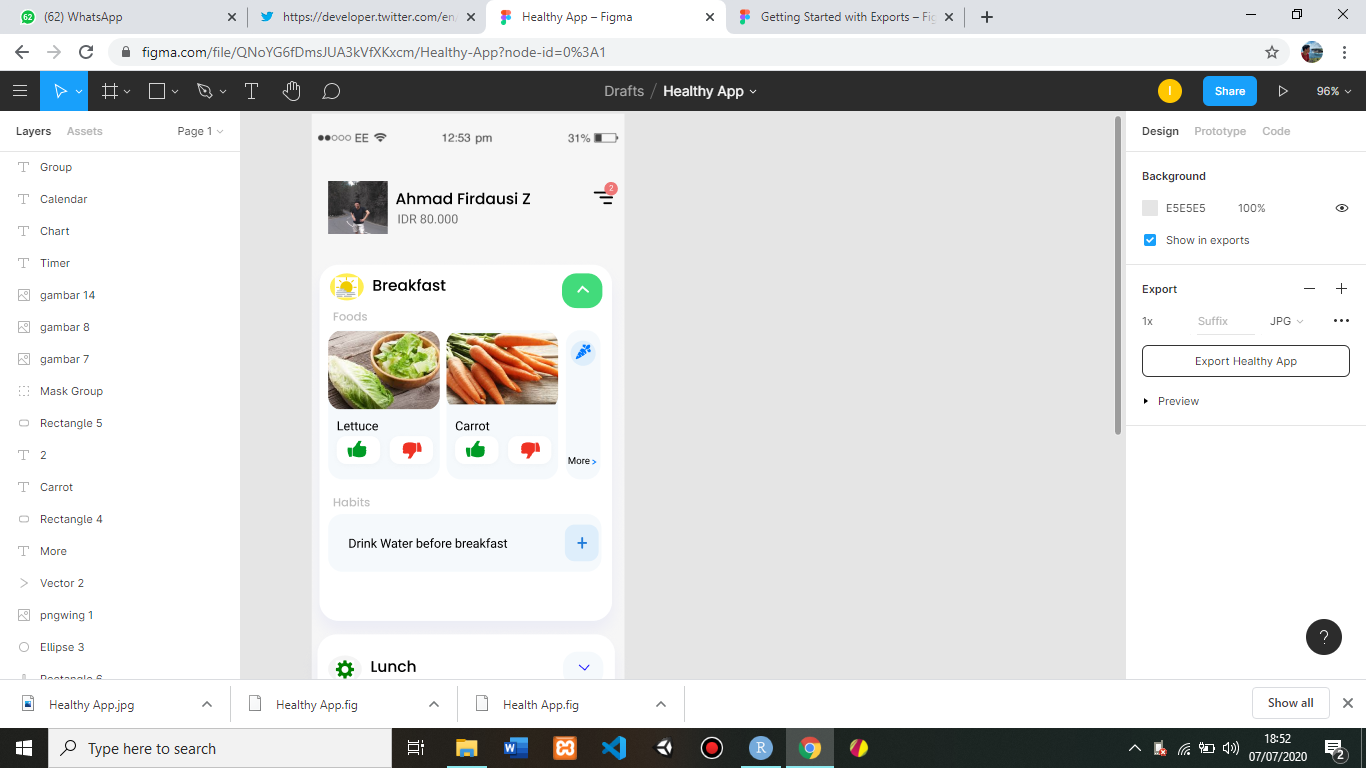 (62) WhatsApp
https://developer.twitter.com/en
Healthy App – Figma
Getting Started with Exports – Fig
figma.com/file/QNoYG6fDmsJUA3kVfXKxcm/Healthy-App?node-id=0%3A1
Drafts / Healthy App
I
Share
96%
Layers
Assets
Page 1
Group
Calendar
Chart
Timer
gambar 14
gambar 8
gambar 7
Mask Group
Rectangle 5
2
Carrot
Rectangle 4
More
Vector 2
pngwing 1
Ellipse 3
Rectangle 6
EE
12:53 pm
31%
Ahmad Firdausi Z
IDR 80.000
2
Breakfast
Foods
Lettuce
Carrot
More >
Habits
Drink Water before breakfast
+
Lunch
Design
Prototype
Code
Background
E5E5E5
100%
Show in exports
Export
1x
Suffix
JPG
Export Healthy App
Preview
?
Healthy App.jpg
Healthy App.fig
Health App.fig
Show all
Type here to search
18:52
07/07/2020
2